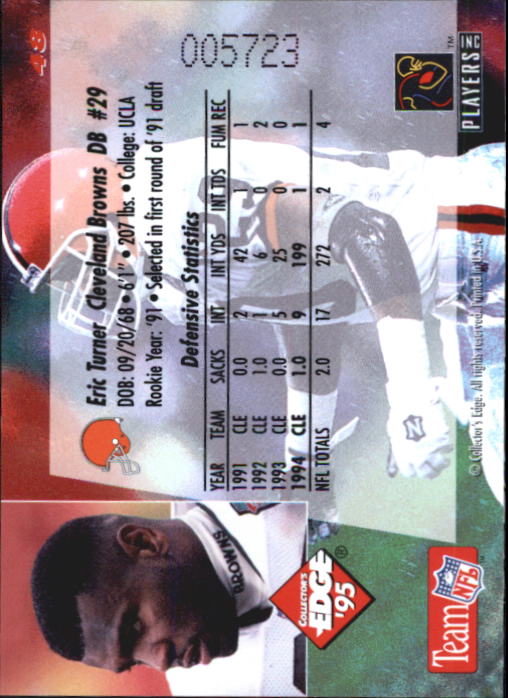 48
005723
Eric Turner Cleveland Browns DB #29
DOB: 09/20/68 • 6'1" • 207 lbs. • College: UCLA
Rookie Year: '91 • Selected in first round of '91 draft
Defensive Statistics
YEAR TEAM SACKS INT INT YDS INT TDS FUM REC
1991 CLE 0.0 2 42 1 1
1992 CLE 1.0 1 6 0 2
1993 CLE 0.0 5 25 0 0
1994 CLE 1.0 9 199 1 1
NFL TOTALS 2.0 17 272 2 4
BROWNS
COLLECTOR'S
EDGE ®
'95
TM
PLAYERS INC
© Collector's Edge. All rights reserved. Printed in U.S.A.
Team
NFL